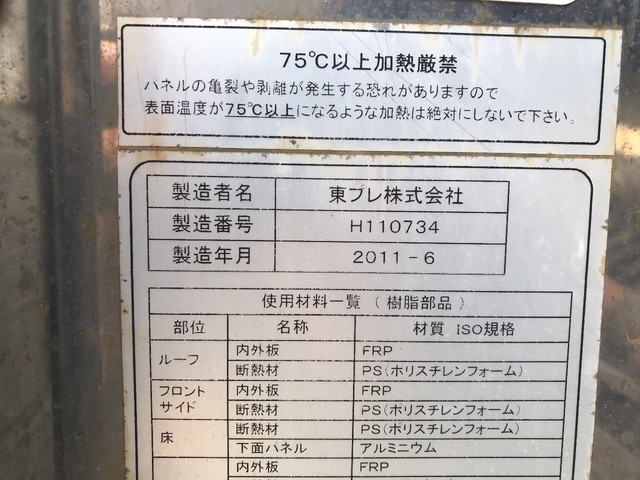 75℃以上加熱厳禁
パネルの亀裂や剥離が発生する恐れがありますので
表面温度が75℃以上になるような加熱は絶対にしないで下さい。
製造者名 東プレ株式会社
製造番号 H110734
製造年月 2011-6
使用材料一覧（樹脂部品）
部位 名称 材質 ISO規格
ルーフ 内外板 FRP
断熱材 PS(ポリスチレンフォーム)
フロント
サイド 内外板 FRP
断熱材 PS(ポリスチレンフォーム)
床 断熱材 PS(ポリスチレンフォーム)
下面パネル アルミニウム
内外板 FRP